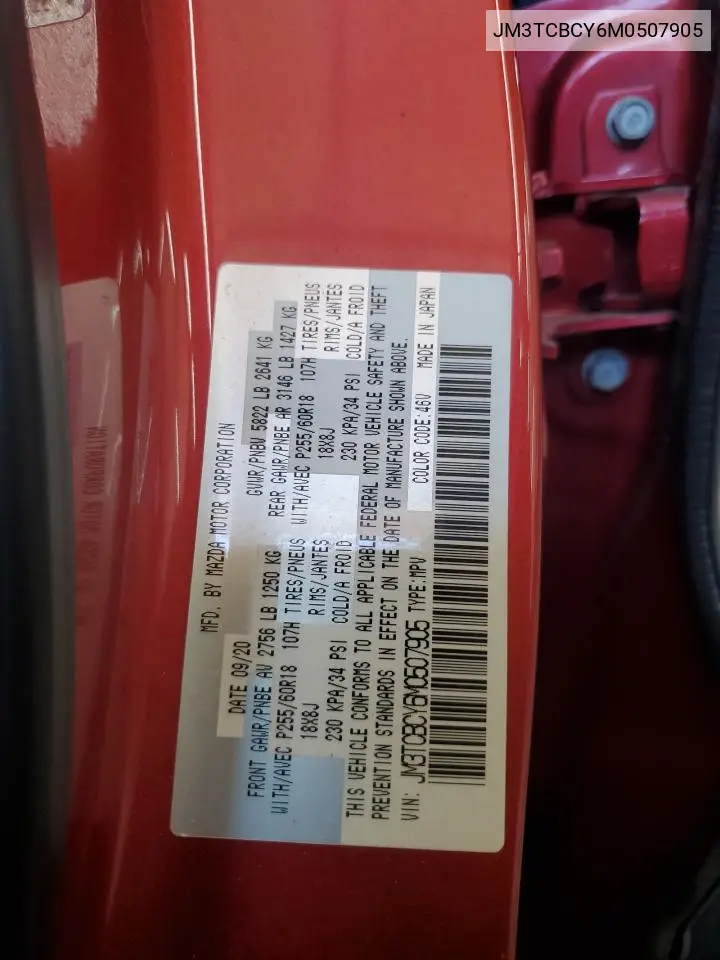 JM3TCBCY6M0507905
MFD. BY MAZDA MOTOR CORPORATION
DATE 09/20 GVWR/PNBV 5822 LB 2641 KG
FRONT GAWR/PNBE AV 2756 LB 1250 KG REAR GAWR/PNBE AR 3146 LB 1427 KG
WITH/AVEC P255/60R18 107H TIRES/PNEUS WITH/AVEC P255/60R18 107H TIRES/PNEUS
18X8J RIMS/JANTES 18X8J RIMS/JANTES
230 KPA/34 PSI COLD/A FROID 230 KPA/34 PSI COLD/A FROID
THIS VEHICLE CONFORMS TO ALL APPLICABLE FEDERAL MOTOR VEHICLE SAFETY AND THEFT
PREVENTION STANDARDS IN EFFECT ON THE DATE OF MANUFACTURE SHOWN ABOVE.
VIN: JM3TCBCY6M0507905 TYPE:MPV COLOR CODE:46V MADE IN JAPAN